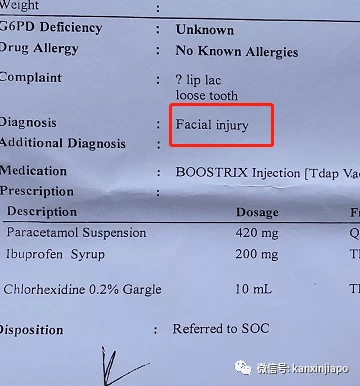 Weight :
G6PD Deficiency : Unknown
Drug Allergy : No Known Allergies
Complaint : ? lip lac
loose tooth
Diagnosis : Facial injury
Additional Diagnosis :
Medication : BOOSTRIX Injection [Tdap Vac
Prescription :
Description Dosage
Paracetamol Suspension 420 mg Q
Ibuprofen Syrup 200 mg
Chlorhexidine 0.2% Gargle 10 mL
Disposition : Referred to SOC
微信号: kanxinjiapo